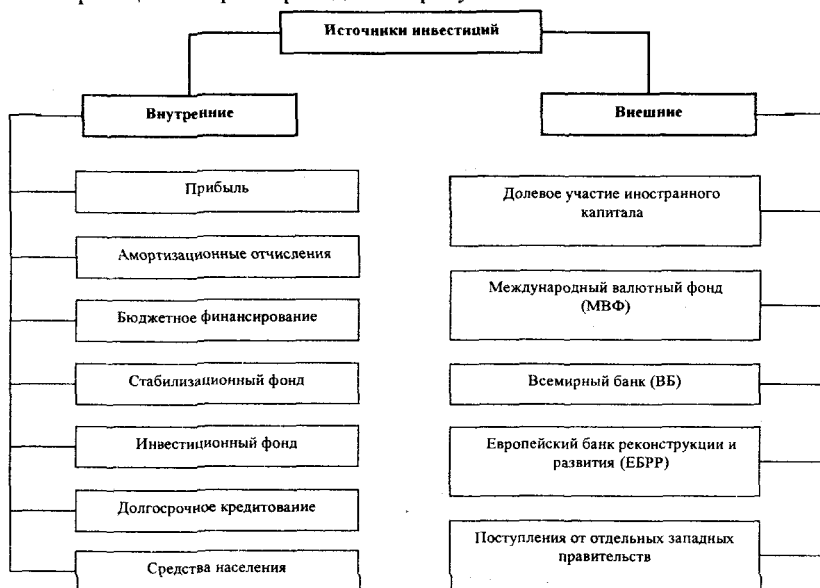 Источники инвестиций
Внутренние
Внешние
Прибыль
Амортизационные отчисления
Бюджетное финансирование
Стабилизационный фонд
Инвестиционный фонд
Долгосрочное кредитование
Средства населения
Долевое участие иностранного
капитала
Международный валютный фонд
(МВФ)
Всемирный банк (ВБ)
Европейский банк реконструкции и
развития (ЕБРР)
Поступления от отдельных западных
правительств